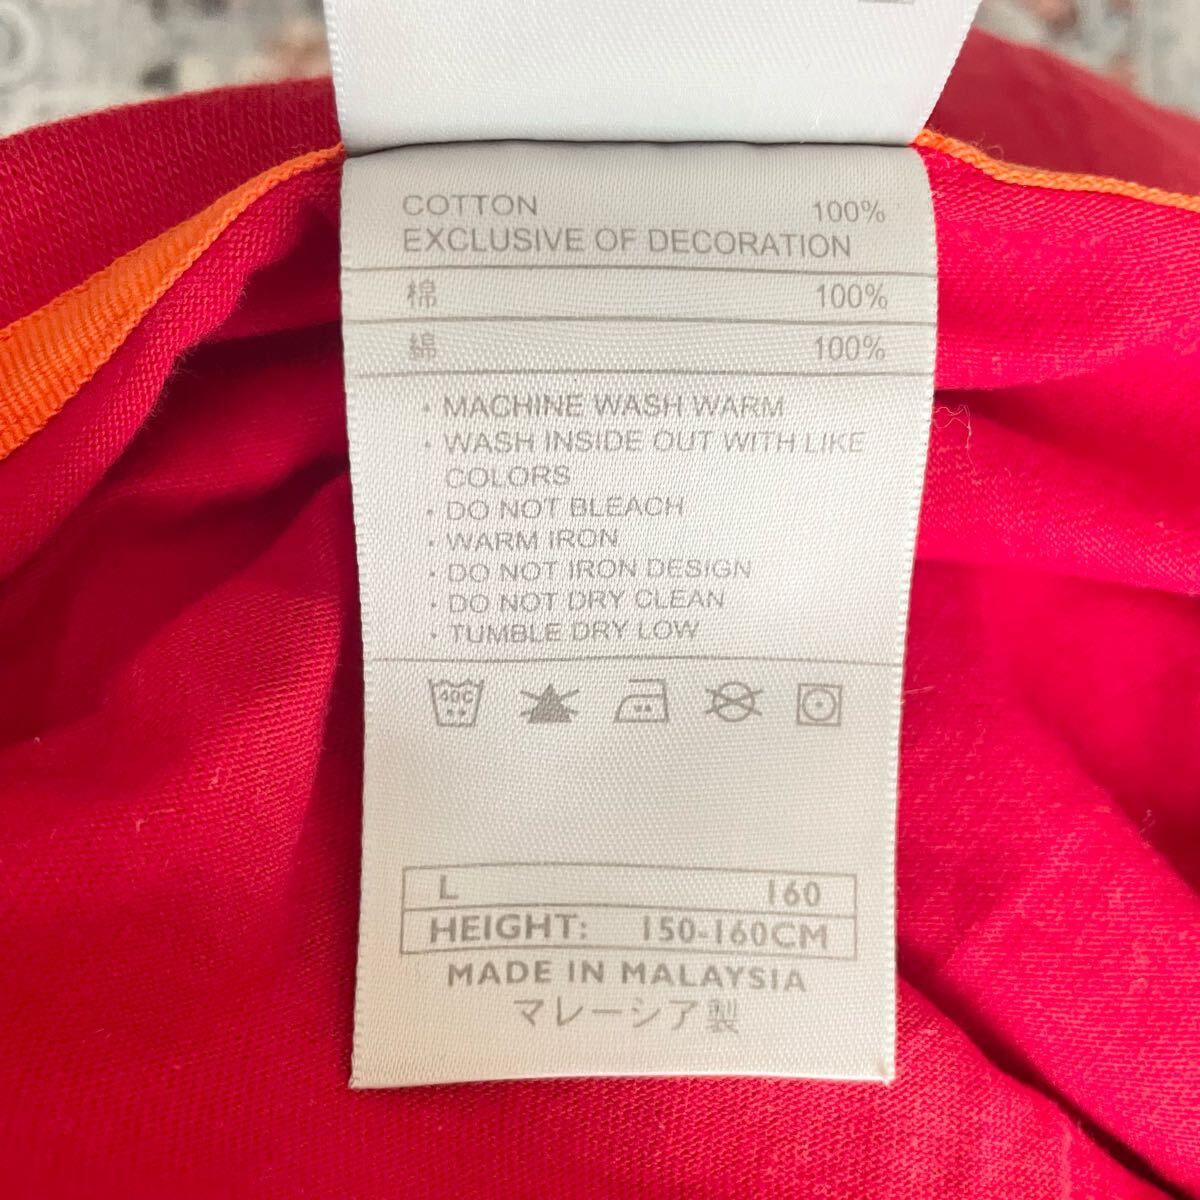 COTTON 100%
EXCLUSIVE OF DECORATION
棉 100%
綿 100%
· MACHINE WASH WARM
· WASH INSIDE OUT WITH LIKE
COLORS
· DO NOT BLEACH
· WARM IRON
· DO NOT IRON DESIGN
· DO NOT DRY CLEAN
· TUMBLE DRY LOW
40C
L 160
HEIGHT: 150-160CM
MADE IN MALAYSIA
マレーシア製